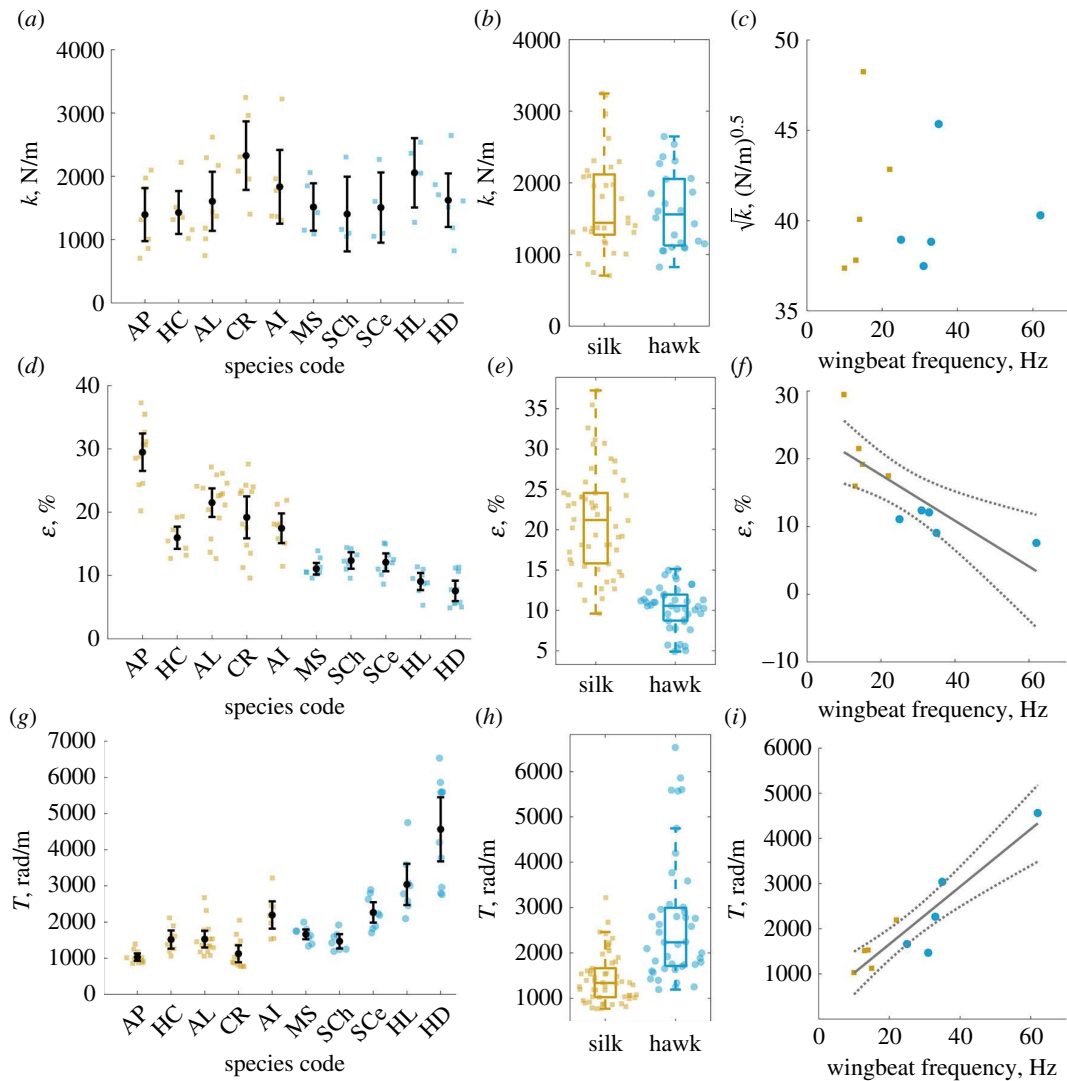 (a)
4000
3000
2000
1000
0
k, N/m
AP HC AL CR AI MS SCh SCe HL HD
species code
(b)
4000
3000
2000
1000
0
k, N/m
silk hawk
(c)
50
45
40
35
√k, (N/m)^0.5
0 20 40 60
wingbeat frequency, Hz
(d)
40
30
20
10
0
ε, %
AP HC AL CR AI MS SCh SCe HL HD
species code
(e)
35
30
25
20
15
10
5
ε, %
silk hawk
(f)
30
20
10
0
−10
ε, %
0 20 40 60
wingbeat frequency, Hz
(g)
7000
6000
5000
4000
3000
2000
1000
0
T, rad/m
AP HC AL CR AI MS SCh SCe HL HD
species code
(h)
6000
5000
4000
3000
2000
1000
T, rad/m
silk hawk
(i)
6000
5000
4000
3000
2000
1000
T, rad/m
0 20 40 60
wingbeat frequency, Hz